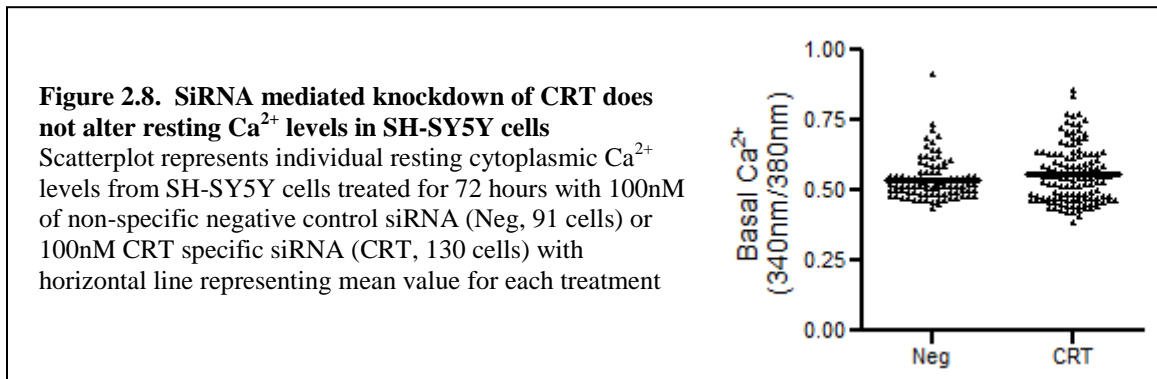 Figure 2.8. SiRNA mediated knockdown of CRT does
not alter resting Ca²⁺ levels in SH-SY5Y cells
Scatterplot represents individual resting cytoplasmic Ca²⁺
levels from SH-SY5Y cells treated for 72 hours with 100nM
of non-specific negative control siRNA (Neg, 91 cells) or
100nM CRT specific siRNA (CRT, 130 cells) with
horizontal line representing mean value for each treatment
Basal Ca²⁺
(340nm/380nm)
1.00
0.75
0.50
0.25
0.00
Neg CRT